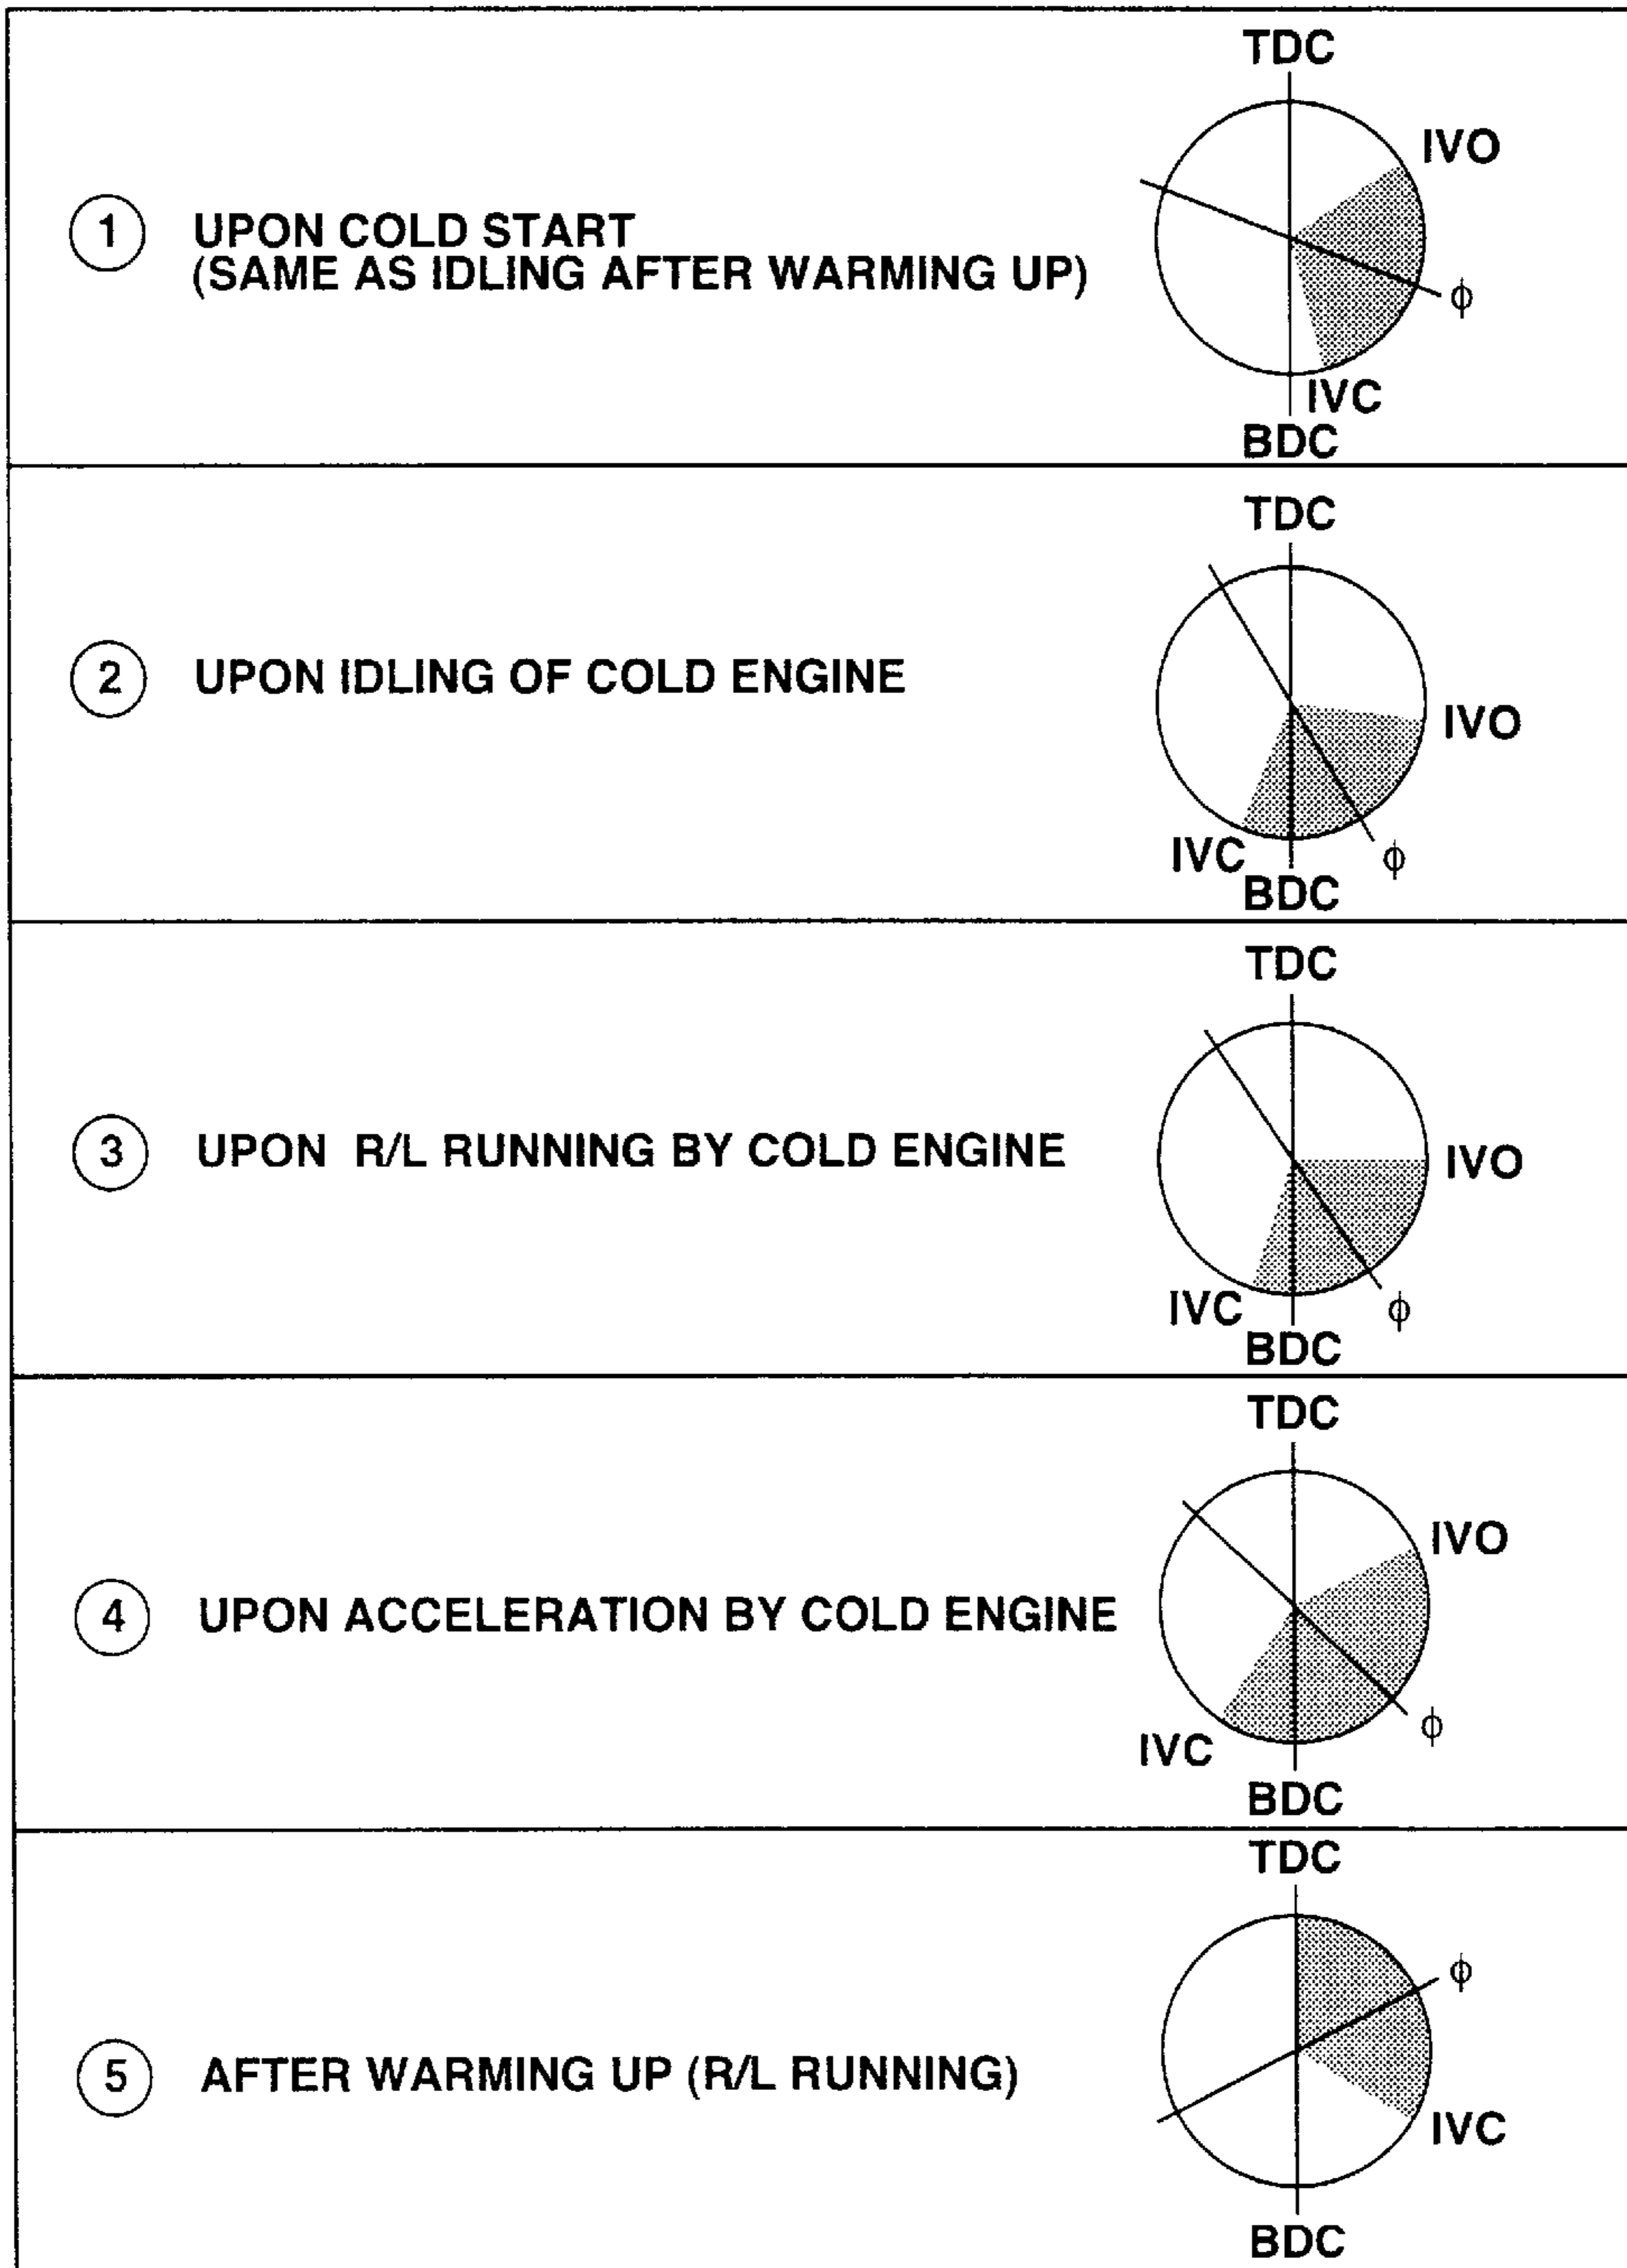 TDC
IVO
1 UPON COLD START
(SAME AS IDLING AFTER WARMING UP)
ϕ
IVC
BDC
TDC
2 UPON IDLING OF COLD ENGINE
IVO
IVC
ϕ
BDC
TDC
3 UPON R/L RUNNING BY COLD ENGINE
IVO
IVC
ϕ
BDC
TDC
IVO
4 UPON ACCELERATION BY COLD ENGINE
ϕ
IVC
BDC
TDC
ϕ
5 AFTER WARMING UP (R/L RUNNING)
IVC
BDC